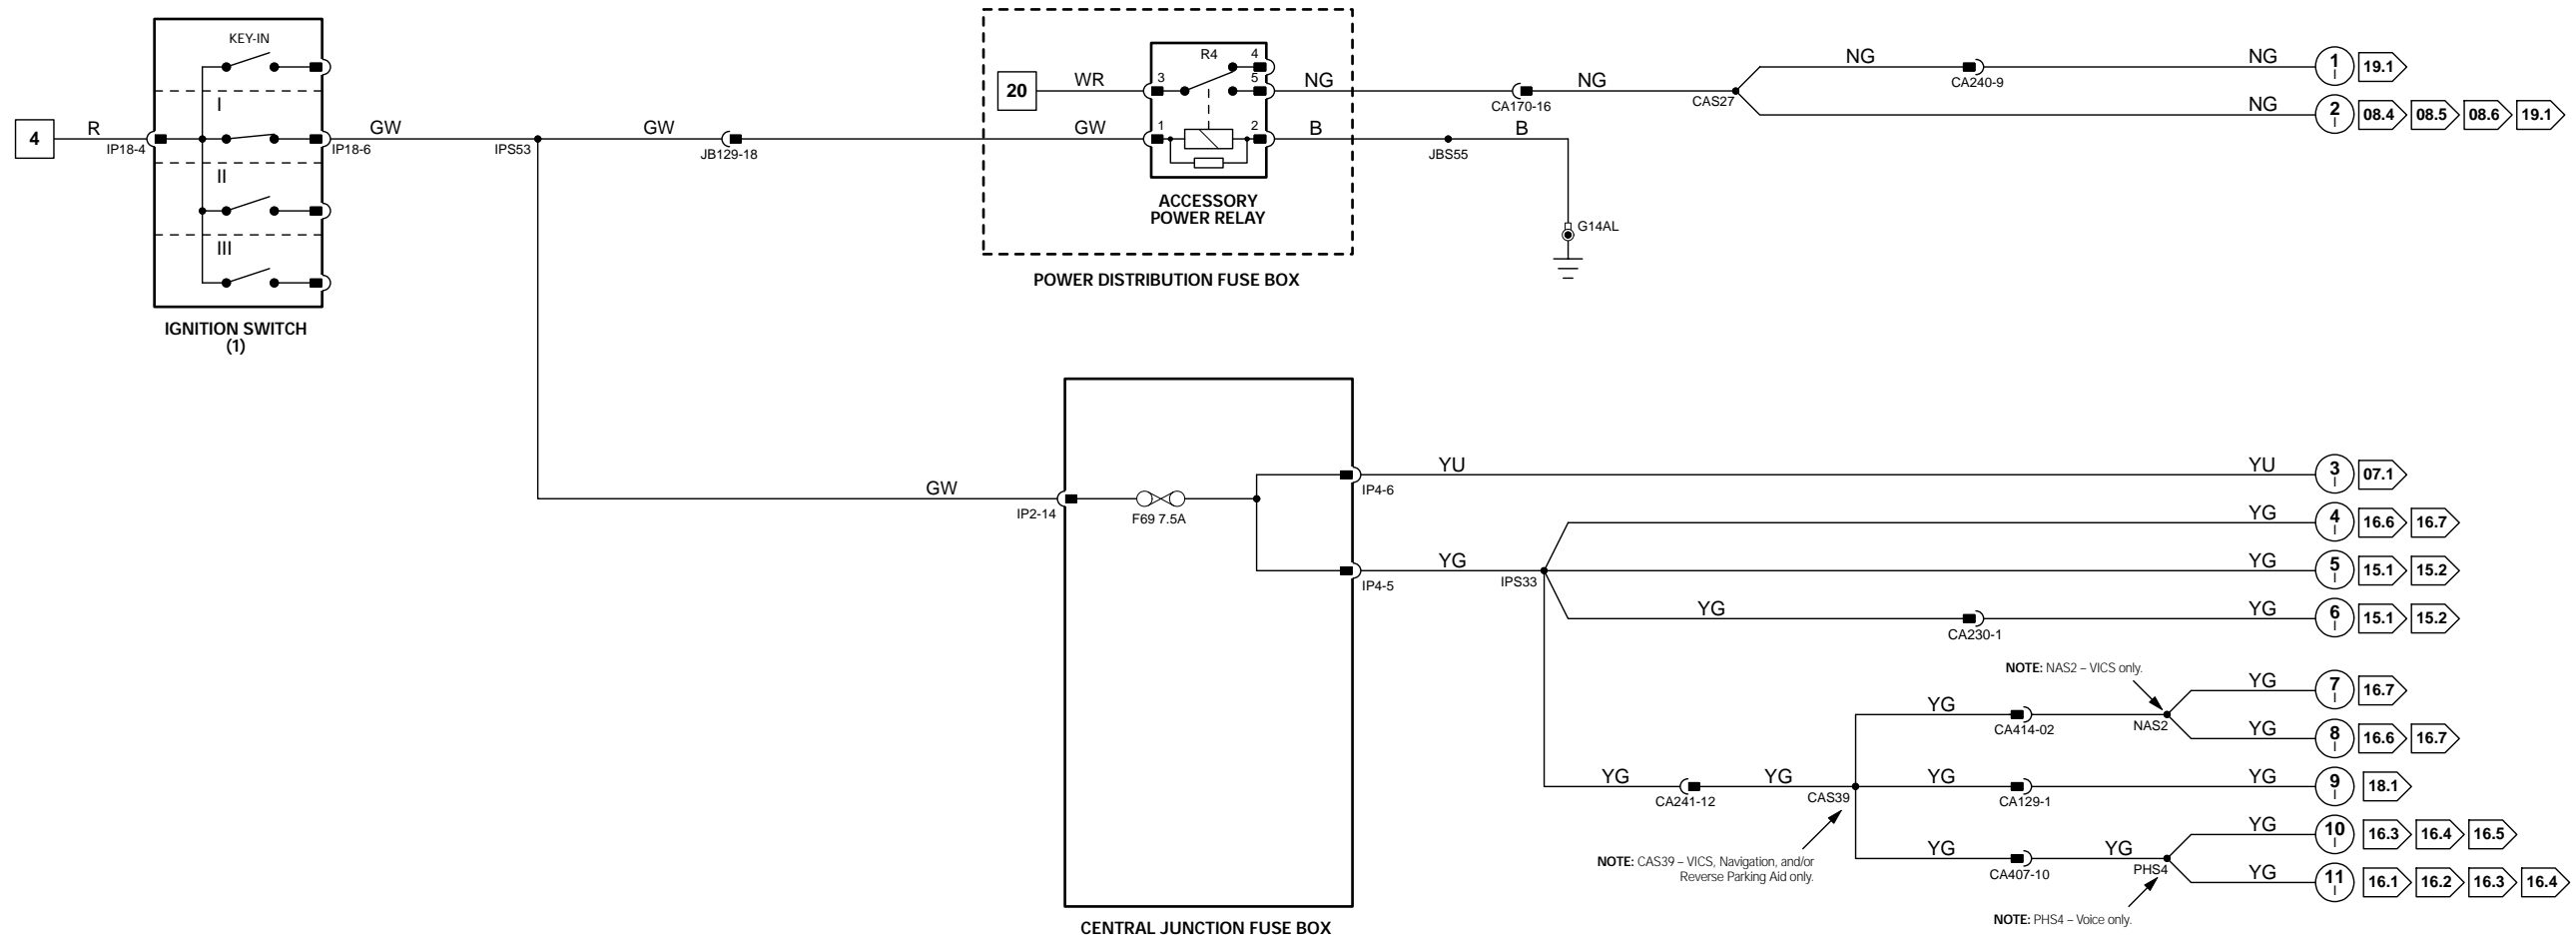 KEY-IN
I
II
III
4
R
IP18-4
IP18-6
GW
IPS53
GW
JB129-18
IGNITION SWITCH
(1)
20
WR
GW
R4
3
4
5
1
2
ACCESSORY
POWER RELAY
POWER DISTRIBUTION FUSE BOX
NG
CA170-16
NG
CAS27
NG
CA240-9
NG
1
I
19.1
NG
2
I
08.4
08.5
08.6
19.1
B
JBS55
B
G14AL
GW
IP2-14
F69 7.5A
IP4-6
IP4-5
CENTRAL JUNCTION FUSE BOX
YU
YU
3
I
07.1
YG
4
I
16.6
16.7
YG
IPS33
YG
5
I
15.1
15.2
YG
CA230-1
YG
6
I
15.1
15.2
NOTE: NAS2 – VICS only.
YG
CA414-02
NAS2
YG
7
I
16.7
YG
8
I
16.6
16.7
YG
CA241-12
YG
CAS39
YG
CA129-1
YG
9
I
18.1
NOTE: CAS39 – VICS, Navigation, and/or
Reverse Parking Aid only.
YG
CA407-10
YG
PHS4
YG
10
I
16.3
16.4
16.5
YG
11
I
16.1
16.2
16.3
16.4
NOTE: PHS4 – Voice only.